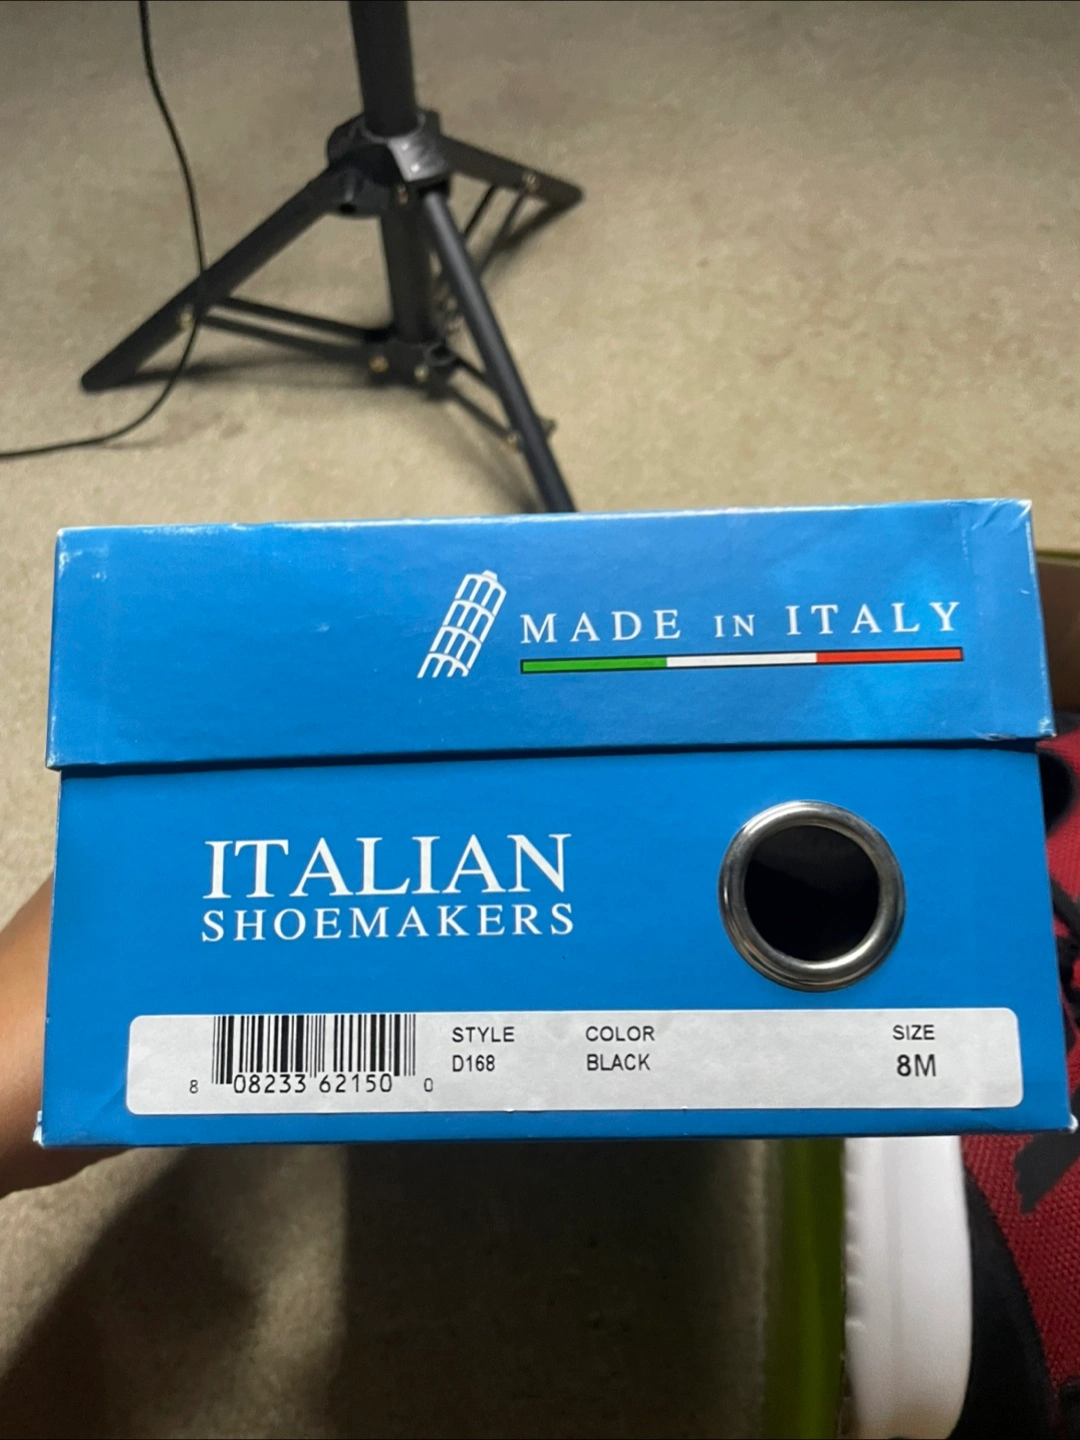 MADE IN ITALY
ITALIAN
SHOEMAKERS
STYLE COLOR SIZE
D168 BLACK 8M
8 08233 62150 0